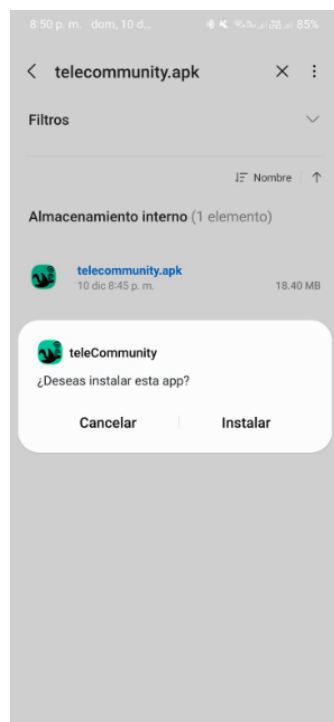 8:50 p. m. dom, 10 d... 85%
telecommunity.apk
Filtros
Nombre
Almacenamiento interno (1 elemento)
telecommunity.apk
10 dic 8:45 p. m. 18.40 MB
teleCommunity
¿Deseas instalar esta app?
Cancelar Instalar